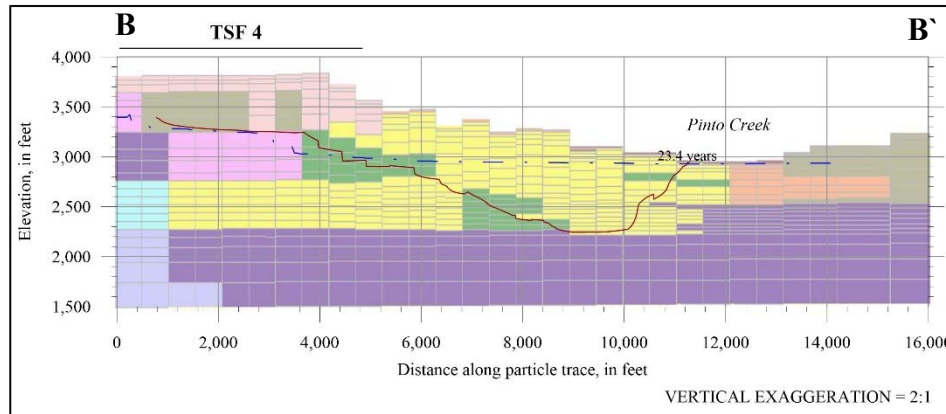 B TSF 4 B`
4,000
3,500
3,000
2,500
2,000
1,500
Elevation, in feet
Pinto Creek
23.4 years
0 2,000 4,000 6,000 8,000 10,000 12,000 14,000 16,000
Distance along particle trace, in feet
VERTICAL EXAGGERATION = 2:1